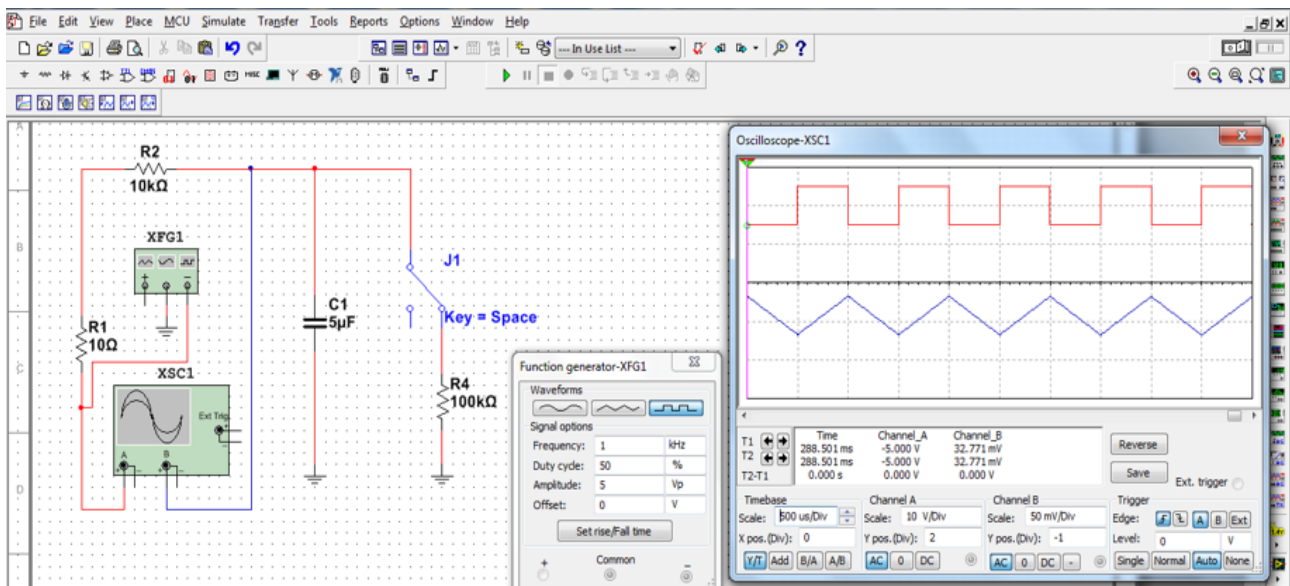 File Edit View Place MCU Simulate Transfer Tools Reports Options Window Help
--- In Use List ---
MISC
A
B
C
D
R2
10kΩ
XFG1
R1
10Ω
XSC1
Ext Trig
A B
C1
5µF
J1
Key = Space
R4
100kΩ
Function generator-XFG1
Waveforms
Signal options
Frequency: 1 kHz
Duty cycle: 50 %
Amplitude: 5 Vp
Offset: 0 V
Set rise/Fall time
+ Common −
Oscilloscope-XSC1
Time Channel_A Channel_B
T1 288.501 ms -5.000 V 32.771 mV
T2 288.501 ms -5.000 V 32.771 mV
T2-T1 0.000 s 0.000 V 0.000 V
Reverse
Save
Ext. trigger
Timebase Channel A Channel B Trigger
Scale: 500 us/Div Scale: 10 V/Div Scale: 50 mV/Div Edge: A B Ext
X pos.(Div): 0 Y pos.(Div): 2 Y pos.(Div): -1 Level: 0 V
Y/T Add B/A A/B AC 0 DC AC 0 DC - Single Normal Auto None